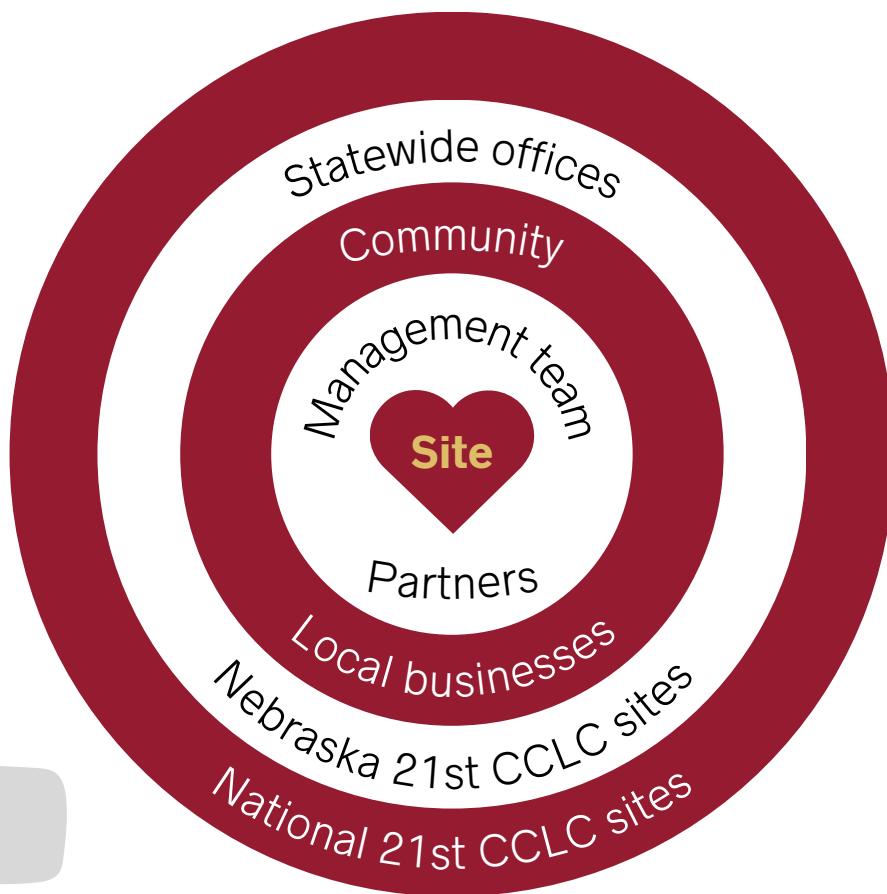 Statewide offices
Community
Management team
Site
Partners
Local businesses
Nebraska 21st CCLC sites
National 21st CCLC sites